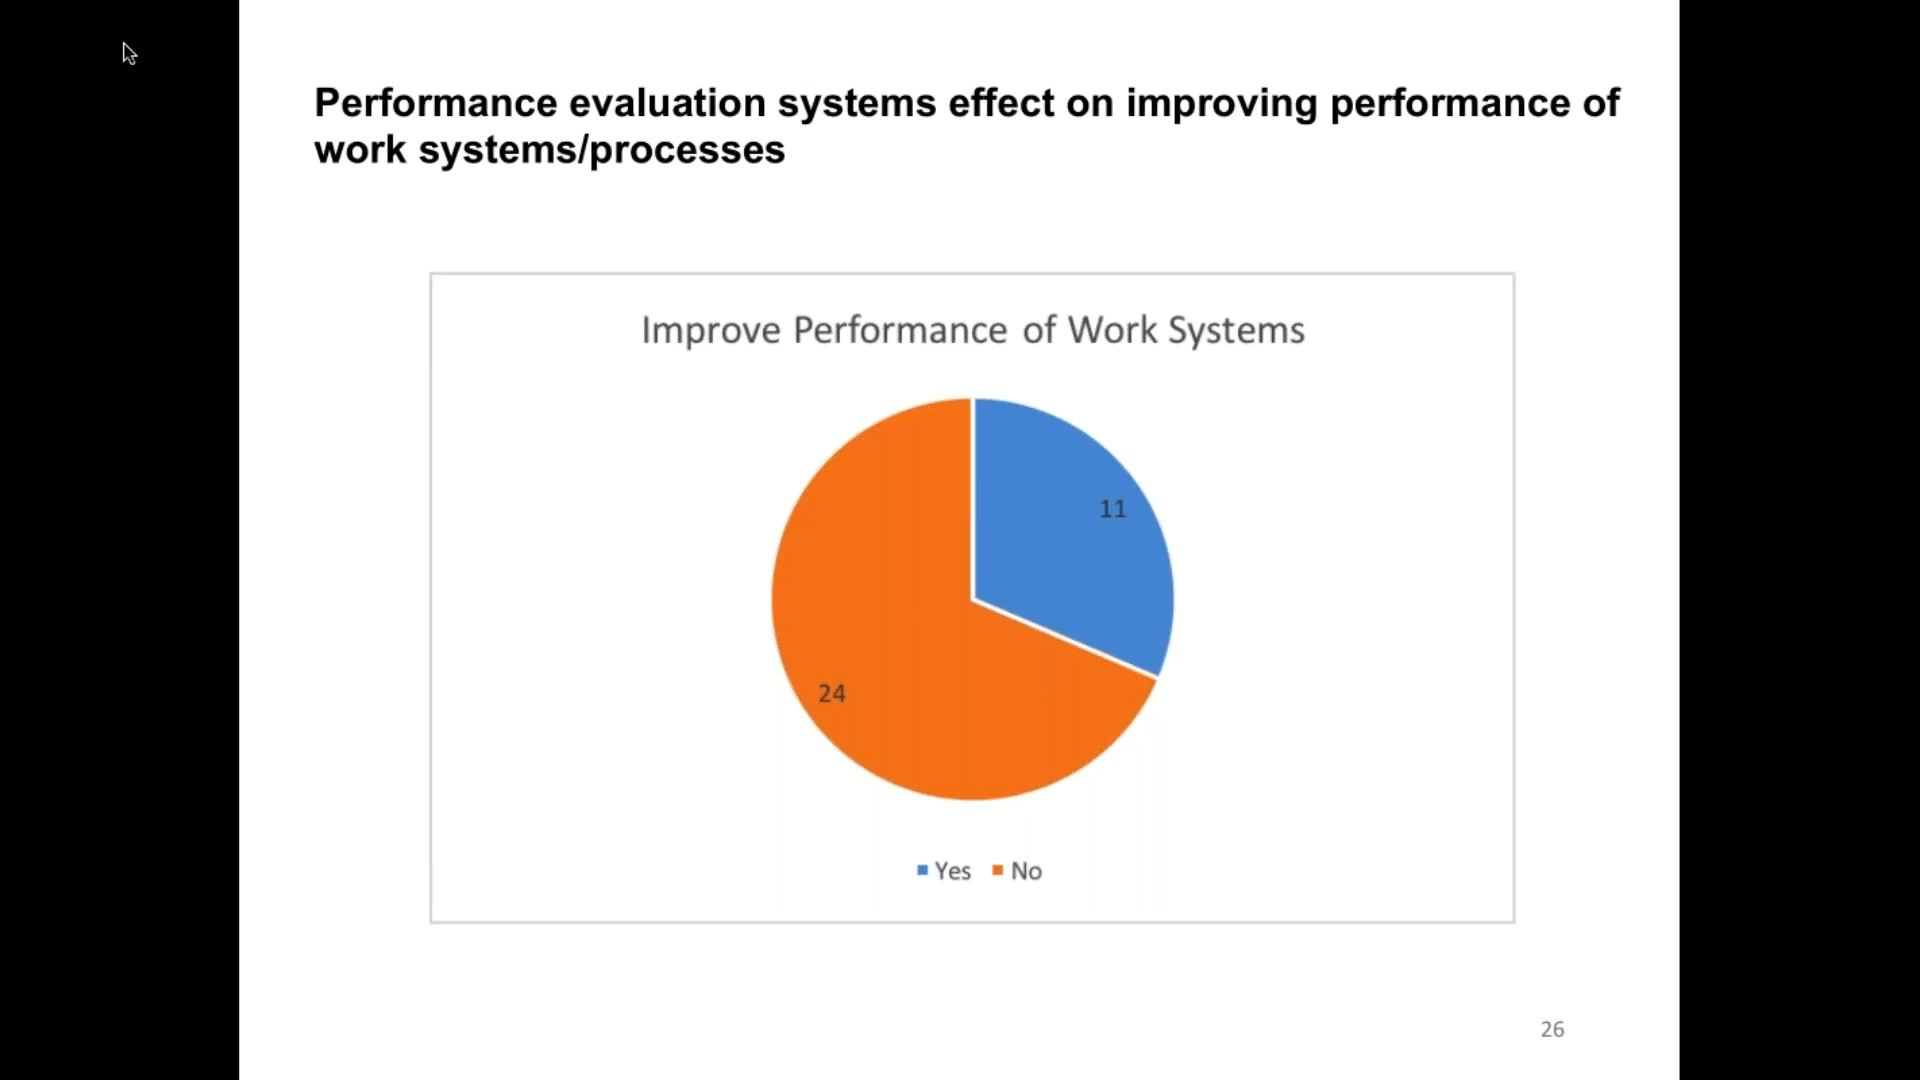 Performance evaluation systems effect on improving performance of
work systems/processes
Improve Performance of Work Systems
11
24
Yes No
26